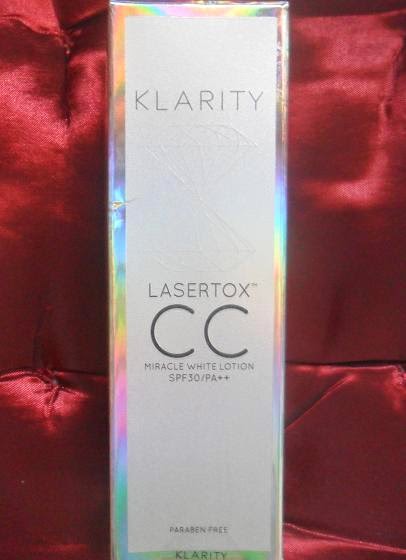 KLARITY
LASERTOX™
CC
MIRACLE WHITE LOTION
SPF30/PA++
PARABEN FREE
KLARITY